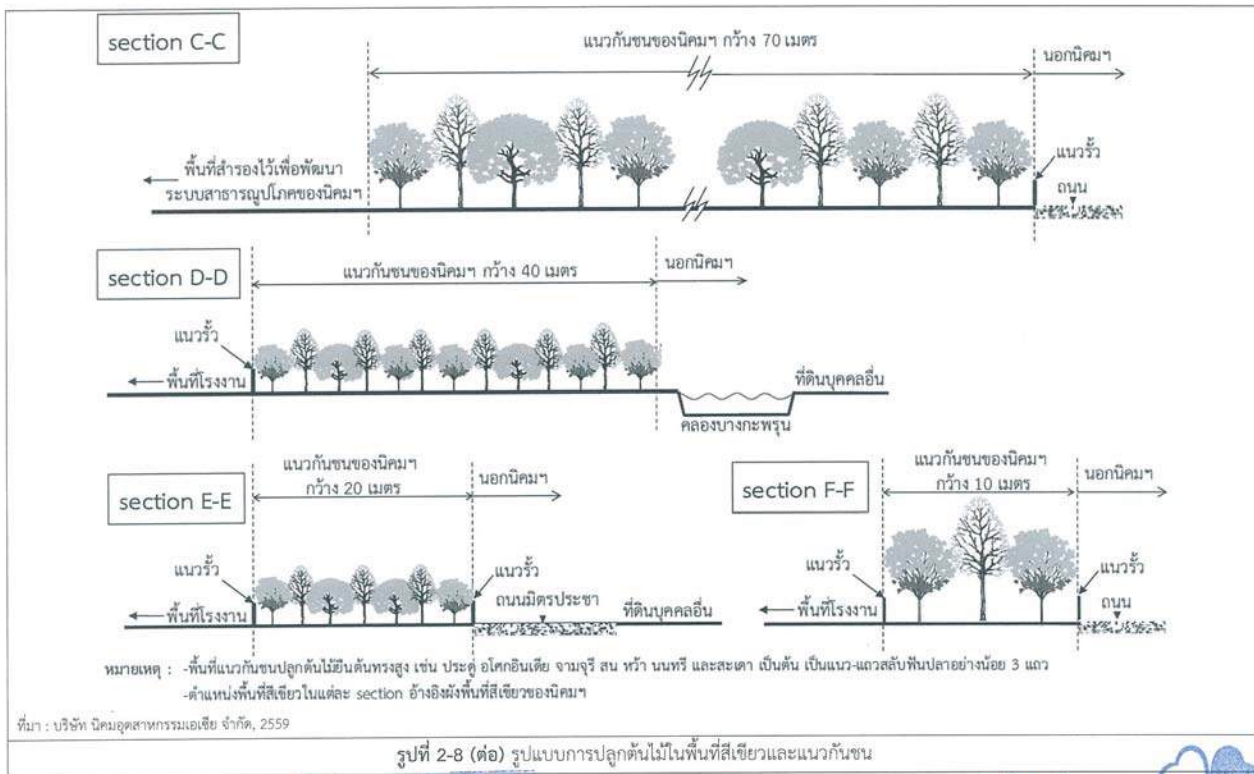 section C-C
แนวกันชนของนิคมฯ กว้าง 70 เมตร
นอกนิคมฯ
พื้นที่สำรองไว้เพื่อพัฒนา
ระบบสาธารณูปโภคของนิคมฯ
แนวรั้ว
ถนน
section D-D
แนวกันชนของนิคมฯ กว้าง 40 เมตร
นอกนิคมฯ
แนวรั้ว
พื้นที่โรงงาน
ที่ดินบุคคลอื่น
คลองบางกะพรุน
section E-E
แนวกันชนของนิคมฯ
กว้าง 20 เมตร
นอกนิคมฯ
แนวรั้ว
พื้นที่โรงงาน
แนวรั้ว
ถนนมิตรประชา
ที่ดินบุคคลอื่น
section F-F
แนวกันชนของนิคมฯ
กว้าง 10 เมตร
นอกนิคมฯ
แนวรั้ว
พื้นที่โรงงาน
แนวรั้ว
ถนน
หมายเหตุ : -พื้นที่แนวกันชนปลูกต้นไม้ยืนต้นทรงสูง เช่น ประดู่ อโศกอินเดีย จามจุรี สน หว้า นนทรี และสะเดา เป็นต้น เป็นแนว-แถวสลับฟันปลาอย่างน้อย 3 แถว
-ตำแหน่งพื้นที่สีเขียวในแต่ละ section อ้างอิงผังพื้นที่สีเขียวของนิคมฯ
ที่มา : บริษัท นิคมอุตสาหกรรมเอเซีย จำกัด, 2559
รูปที่ 2-8 (ต่อ) รูปแบบการปลูกต้นไม้ในพื้นที่สีเขียวและแนวกันชน